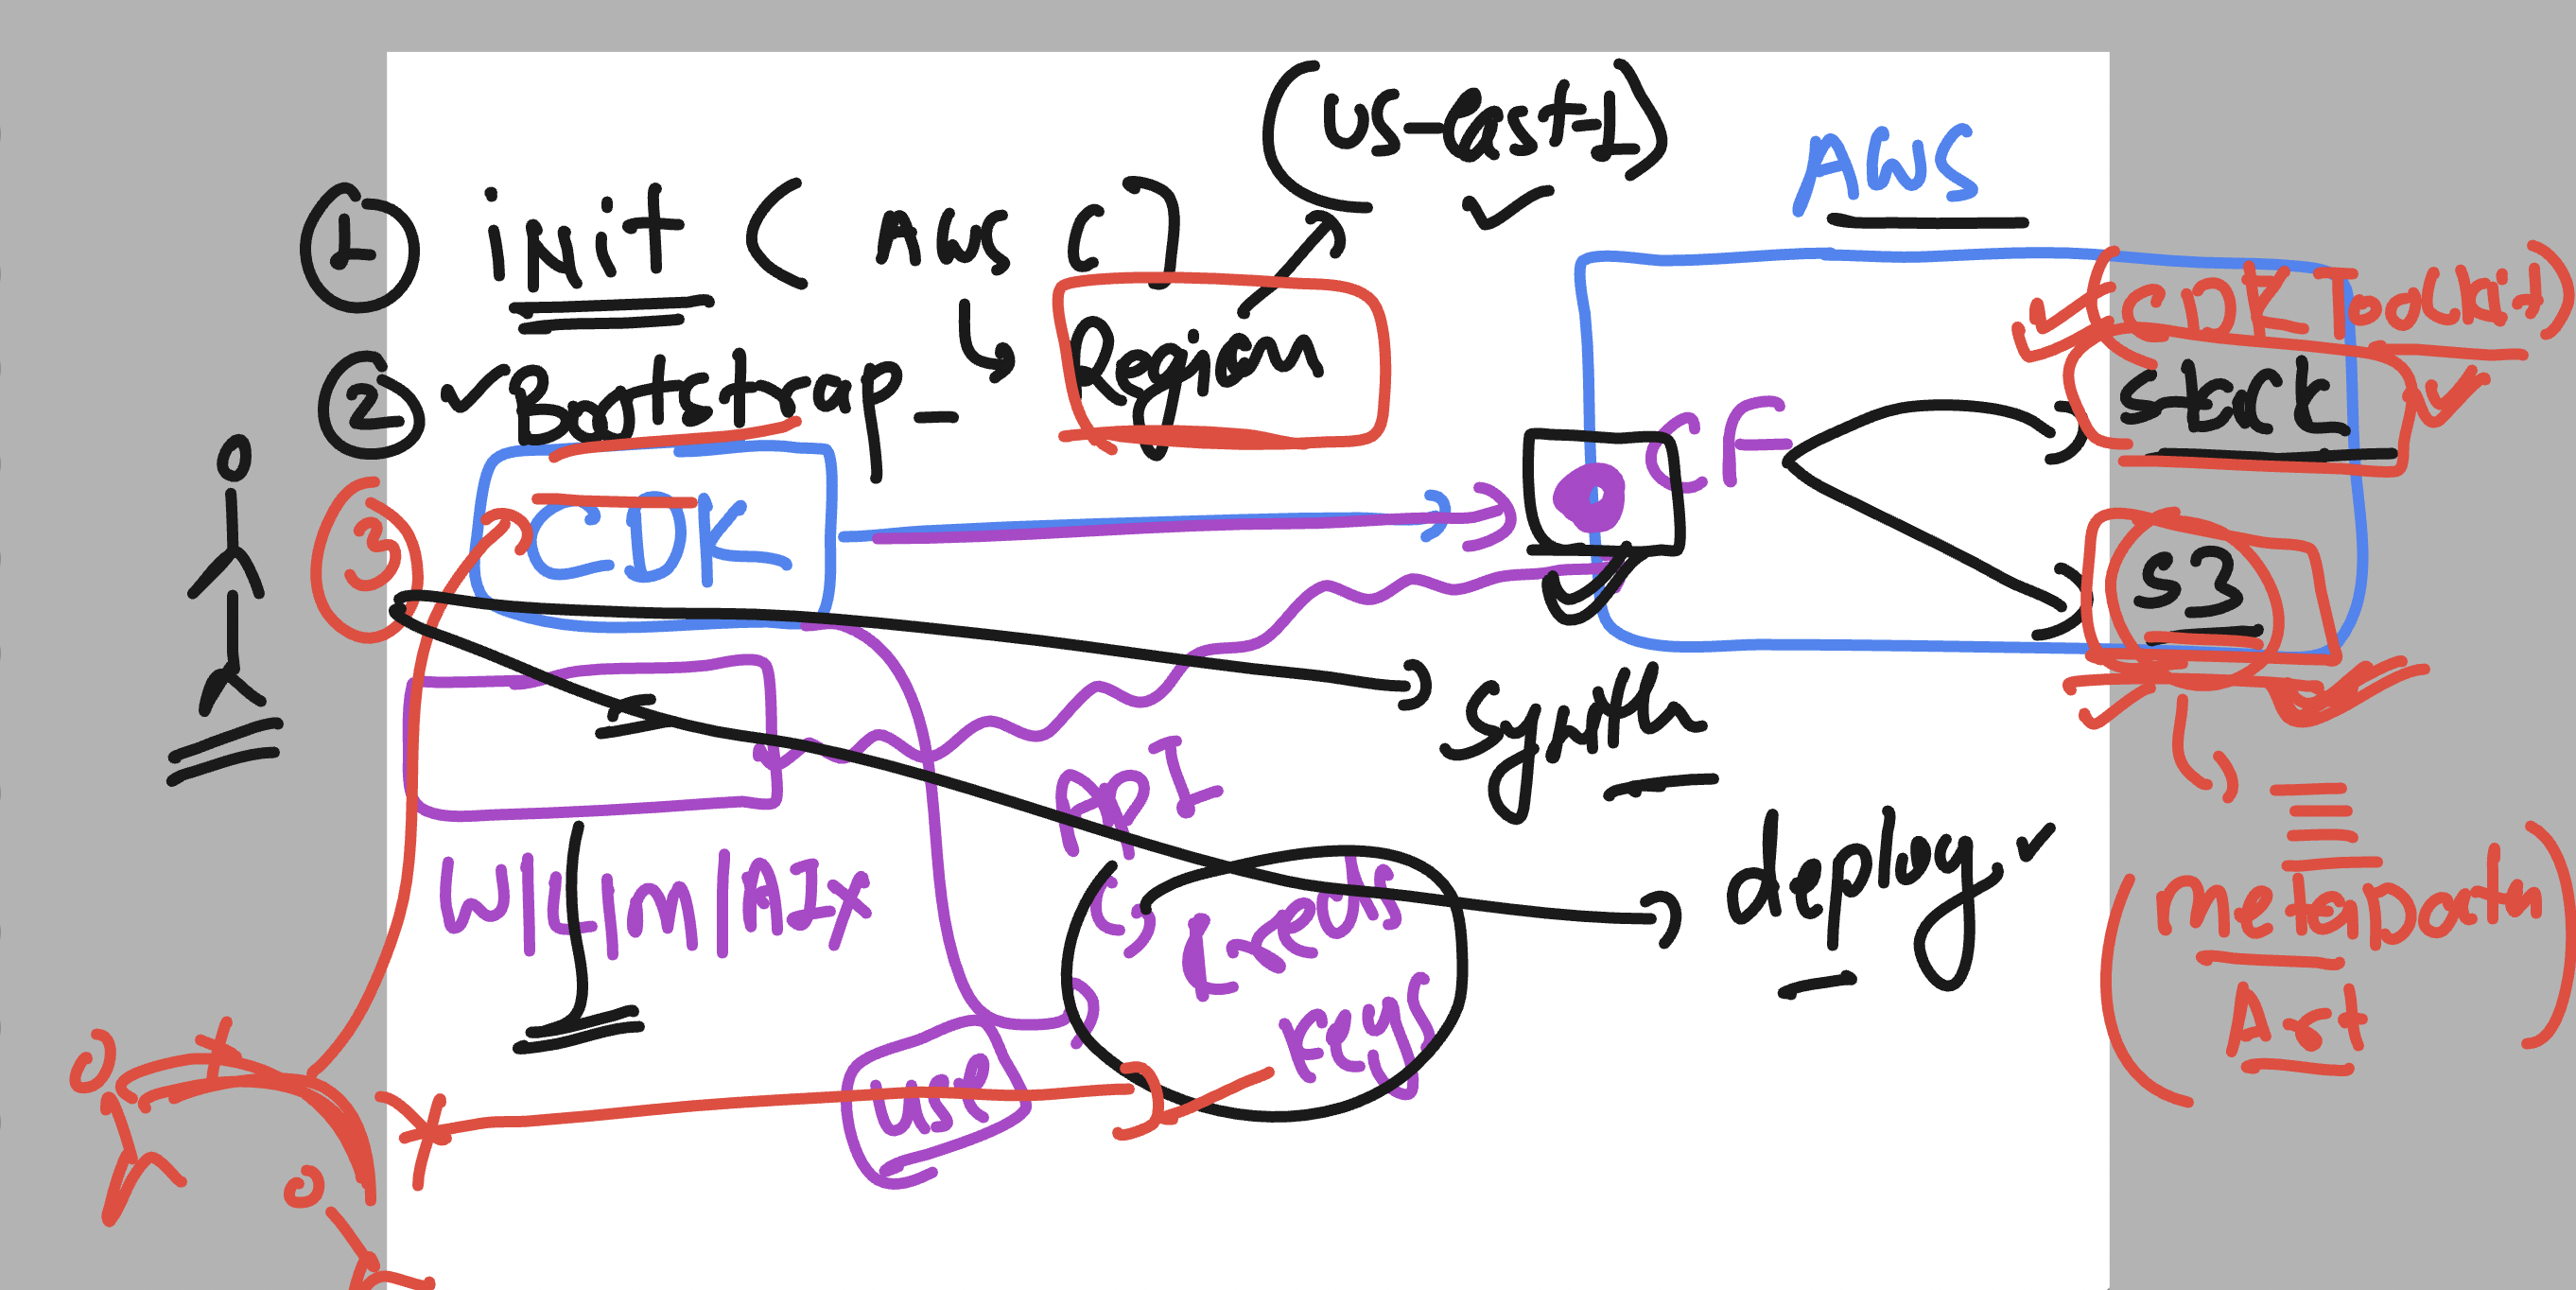 (us-east-1)
AWS
1 init (AWS C)
Region
(CDK Toolkit)
2 Bootstrap -
stack
CF
3 CDK
S3
synth
API
deploy
W/L/M/AIX
Creds
Keys
use
(MetaData
Art)